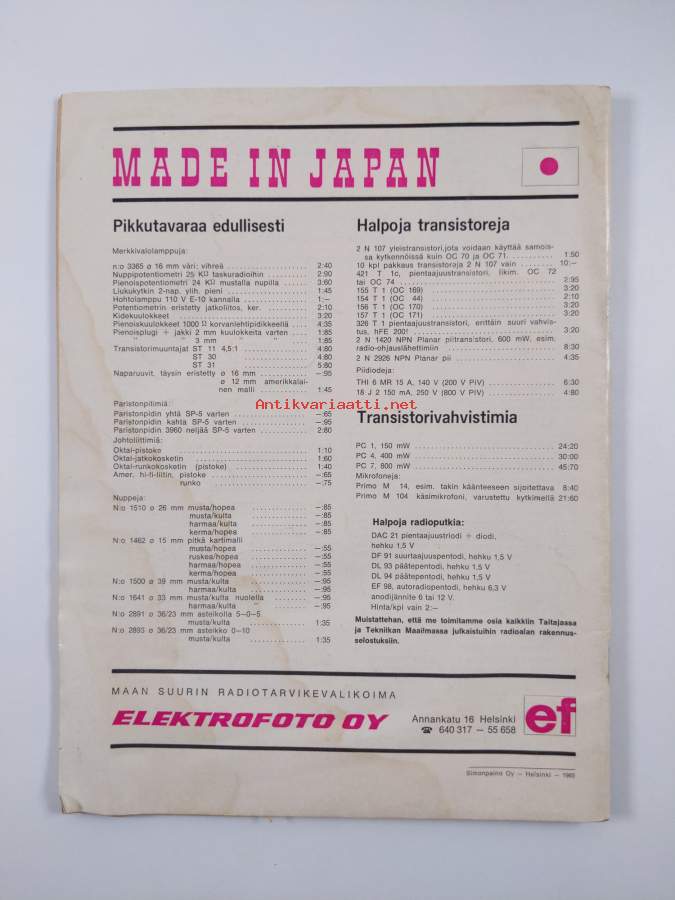 MADE IN JAPAN
Pikkutavaraa edullisesti
Merkkivalolamppuja:
n:o 3365 ø 16 mm väri; vihreä ........ 2:40
Nuppipotentiometri 25 KΩ taskuradioihin ... 2:90
Pienoispotentiometri 24 KΩ mustalla nupilla .... 3:60
Liukukytkin 2-nap. ylih. pieni ........ 1:45
Hohtolamppu 110 V E-10 kannalla ........ 1:—
Potentiometrin eristetty jatkoliitos, ker. ........ 2:10
Kidekuulokkeet ........ 3:20
Pienoiskuulokkeet 1000 Ω korvanlehtipidikkeellä .... 4:35
Pienoisplugi + jakki 2 mm kuulokkeita varten .... 1:85
" " 3 mm " " .... 1:85
Transistorimuuntajat ST 11 4,5:1 ........ 4:80
ST 30 ........ 4:80
ST 31 ........ 5:80
Naparuuvit, täysin eristetty ø 16 mm ........ —:95
ø 12 mm amerikkalai-
nen malli ........ 1:45
Paristonpitimiä:
Paristonpidin yhtä SP-5 varten ........ —:65
Paristonpidin kahta SP-5 varten ........ —:95
Paristonpidin 3960 neljää SP-5 varten ........ 2:80
Johtoliittimiä:
Oktal-pistoke ........ 1:10
Oktal-jatkokosketin ........ 1:60
Oktal-runkokosketin (pistoke) ........ 1:40
Amer. hi-fi-liitin, pistoke ........ —:65
runko ........ —:75
Nuppeja:
N:o 1510 ø 26 mm musta/hopea ........ —:85
musta/kulta ........ —:85
harmaa/kulta ........ —:85
kerma/hopea ........ —:85
N:o 1462 ø 15 mm pitkä kartimalli
musta/hopea ........ —:55
ruskea/hopea ........ —:55
harmaa/hopea ........ —:55
kerma/hopea ........ —:55
N:o 1500 ø 39 mm musta/kulta ........ —:95
harmaa/kulta ........ —:95
N:o 1641 ø 33 mm musta/kulta nuolella ........ —:95
harmaa/kulta " ........ —:95
N:o 2891 ø 36/23 mm asteikolla 5—0—5
musta/kulta ........ 1:35
N:o 2893 ø 36/23 mm asteikko 0—10
musta/kulta ........ 1:35
Halpoja transistoreja
2 N 107 yleistransistori,jota voidaan käyttää samois-
sa kytkennöissä kuin OC 70 ja OC 71. ........ 1:50
10 kpl pakkaus transistoreja 2 N 107 vain ........ 10:—
421 T 1c, pientaajuustransistori, likim. OC 72
tai OC 74 ........ 2:95
155 T 1 (OC 169) ........ 3:20
154 T 1 (OC 44) ........ 2:10
156 T 1 (OC 170) ........ 3:20
157 T 1 (OC 171) ........ 3:20
326 T 1 pientaajuustransistori, erittäin suuri vahvis-
tus, hFE 200! ........ 3:20
2 N 1420 NPN Planar piitransistori, 600 mW, esim.
radio-ohjauslähettimiin ........ 8:30
2 N 2926 NPN Planar pii ........ 4:35
Piidiodeja:
THI 6 MR 15 A, 140 V (200 V PIV) ........ 6:30
18 J 2 150 mA, 250 V (800 V PIV) ........ 4:80
Antikvariaatti.net
Transistorivahvistimia
PC 1, 150 mW ........ 24:20
PC 4, 400 mW ........ 30:00
PC 7, 800 mW ........ 45:70
Mikrofoneja:
Primo M 14, esim. takin käänteeseen sijoitettava 8:40
Primo M 104 käsimikrofoni, varustettu kytkimellä 21:60
Halpoja radioputkia:
DAC 21 pientaajuustriodi + diodi,
hehku 1,5 V
DF 91 suurtaajuuspentodi, hehku 1,5 V
DL 93 päätepentodi, hehku 1,5 V
DL 94 päätepentodi, hehku 1,5 V
EF 98, autoradiopentodi, hehku 6,3 V
anodijännite 6 tai 12 V.
Hinta/kpl vain 2:—
Muistattehan, että me toimitamme osia kaikkiin Taitajassa
ja Tekniikan Maailmassa julkaistuihin radioalan rakennus-
selostuksiin.
MAAN SUURIN RADIOTARVIKEVALIKOIMA
ELEKTROFOTO OY
Annankatu 16 Helsinki
☎ 640 317 — 55 658
ef
Simonpaino Oy — Helsinki — 1965